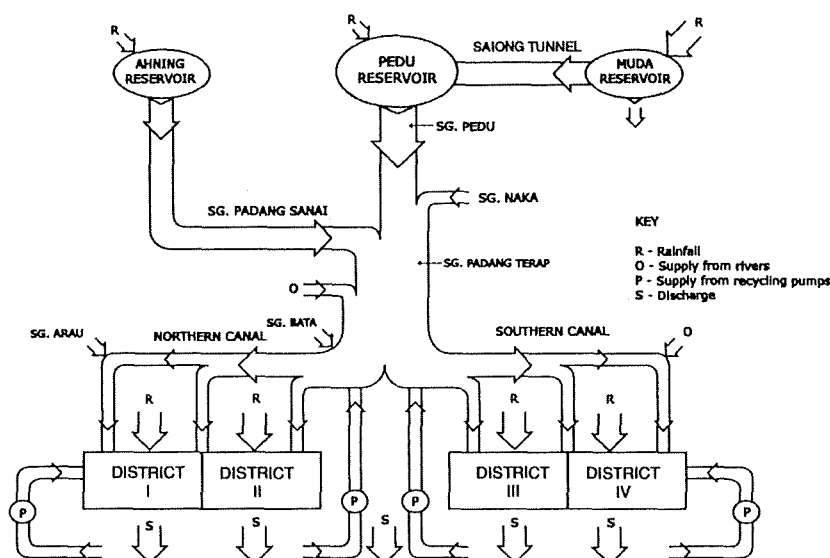 R
R
R
AHNING
RESERVOIR
PEDU
RESERVOIR
SAIONG TUNNEL
MUDA
RESERVOIR
SG. PEDU
SG. PADANG SANAI
SG. NAKA
SG. PADANG TERAP
KEY
R - Rainfall
O - Supply from rivers
P - Supply from recycling pumps
S - Discharge
O
SG. ARAU
NORTHERN CANAL
SG. BATA
SOUTHERN CANAL
O
R
R
R
R
DISTRICT
I
DISTRICT
II
DISTRICT
III
DISTRICT
IV
P
P
P
P
S
S
S
S
S